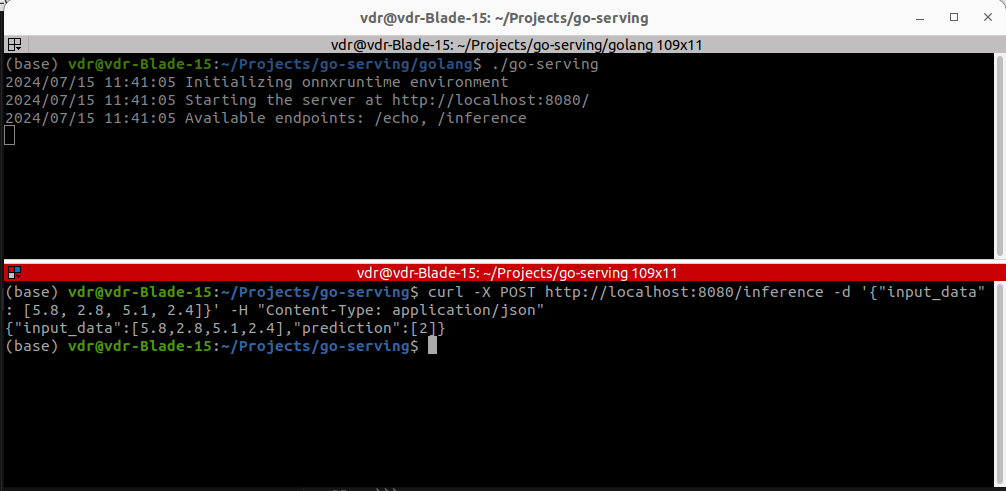 vdr@vdr-Blade-15: ~/Projects/go-serving
vdr@vdr-Blade-15: ~/Projects/go-serving/golang 109x11
(base) vdr@vdr-Blade-15:~/Projects/go-serving/golang$ ./go-serving
2024/07/15 11:41:05 Initializing onnxruntime environment
2024/07/15 11:41:05 Starting the server at http://localhost:8080/
2024/07/15 11:41:05 Available endpoints: /echo, /inference
vdr@vdr-Blade-15: ~/Projects/go-serving 109x11
(base) vdr@vdr-Blade-15:~/Projects/go-serving$ curl -X POST http://localhost:8080/inference -d '{"input_data"
: [5.8, 2.8, 5.1, 2.4]}' -H "Content-Type: application/json"
{"input_data":[5.8,2.8,5.1,2.4],"prediction":[2]}
(base) vdr@vdr-Blade-15:~/Projects/go-serving$